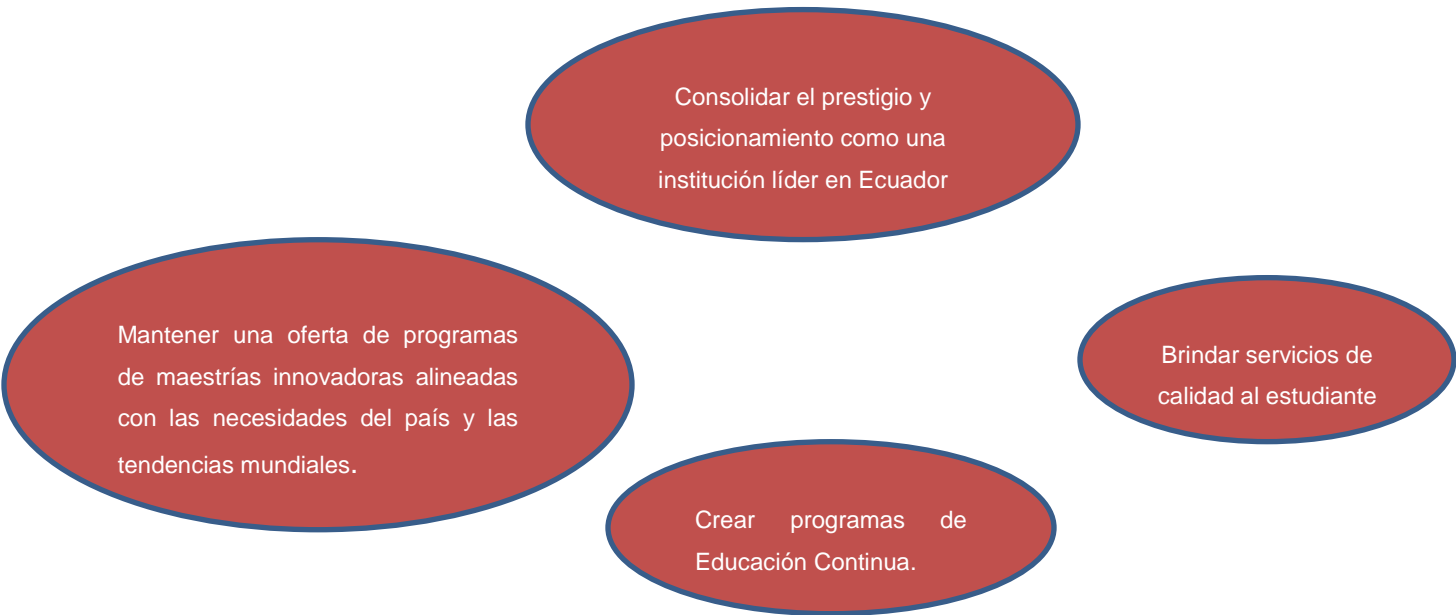 Consolidar el prestigio y
posicionamiento como una
institución líder en Ecuador
Mantener una oferta de programas
de maestrías innovadoras alineadas
con las necesidades del país y las
tendencias mundiales.
Brindar servicios de
calidad al estudiante
Crear programas de
Educación Continua.